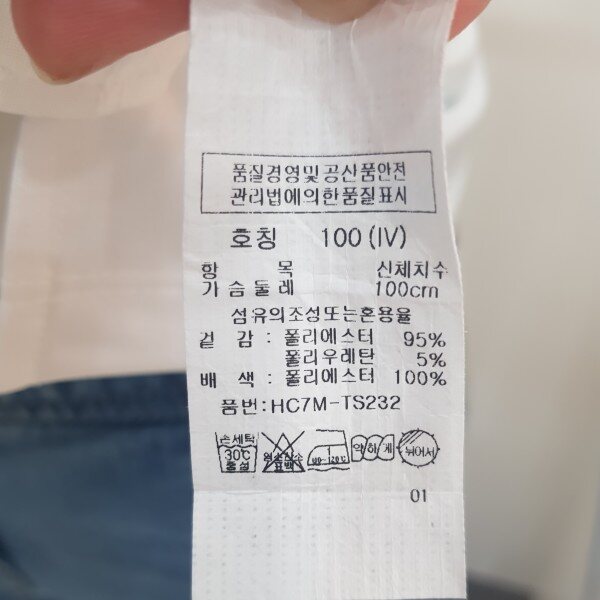 품질경영및공산품안전
관리법에의한품질표시
호칭 100 (IV)
항 목 신체치수
가슴둘레 100cm
섬유의조성또는혼용율
겉 감 : 폴리에스터 95%
폴리우레탄 5%
배 색 : 폴리에스터 100%
품번:HC7M-TS232
손세탁
30℃
중성
표백
약하게
뉘어서
01